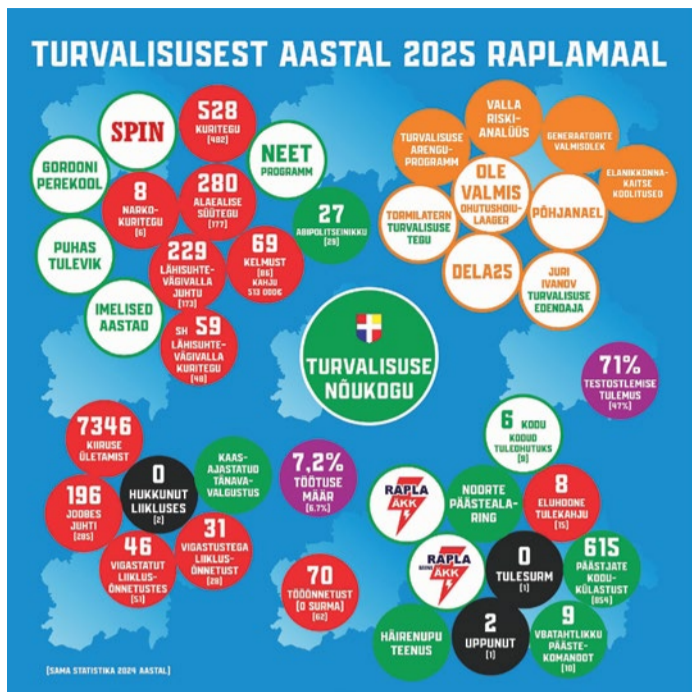 TURVALISUSEST AASTAL 2025 RAPLAMAAL
SPIN
528
KURITEGU
[482]
GORDONI
PEREKOOL
NEET
PROGRAMM
8
NARKO-
KURITEGU
[6]
280
ALAEALISE
SÜÜTEGU
[177]
27
ABIPOLITSEINIKKU
[29]
PUHAS
TULEVIK
229
LÄHISUHTE-
VÄGIVALLA
JUHTU
[173]
69
KELMUST
[86]
KAHJU
513 000€
IMELISED
AASTAD
SH 59
LÄHISUHTE-
VÄGIVALLA
KURITEGU
[48]
VALLA
RISKI-
ANALÜÜS
TURVALISUSE
ARENGU-
PROGRAMM
GENERAATORITE
VALMISOLEK
ELANIKKONNA-
KAITSE
KOOLITUSED
OLE
VALMIS
OHUTUSHOIU-
LAAGER
TORMILATERN
TURVALISUSE
TEGU
PÕHJANAEL
DELA25
JURI
IVANOV
TURVALISUSE
EDENDAJA
TURVALISUSE
NÕUKOGU
71%
TESTOSTLEMISE
TULEMUS
[47%]
7346
KIIRUSE
ÜLETAMIST
0
HUKKUNUT
LIIKLUSES
[2]
KAAS-
AJASTATUD
TÄNAVA-
VALGUSTUS
196
JOOBES
JUHTI
[205]
46
VIGASTATUT
LIIKLUS-
ÕNNETUSTES
[51]
31
VIGASTUSTEGA
LIIKLUS-
ÕNNETUST
[28]
7,2%
TÖÖTUSE
MÄÄR
[6,7%]
70
TÖÖÕNNETUST
[0 SURMA]
[62]
6 KODU
KODUD
TULEOHUTUKS
[8]
RAPLA
ÄKK
NOORTE
PÄÄSTEALA-
RING
8
ELUHOONE
TULEKAHJU
[15]
RAPLA
ÄKK
0
TULESURM
[1]
615
PÄÄSTJATE
KODU-
KÜLASTUST
[854]
HÄIRENUPU
TEENUS
2
UPPUNUT
[1]
9
VBATAHTLIKKU
PÄÄSTE-
KOMANDOT
[10]
[SAMA STATISTIKA 2024 AASTAL]